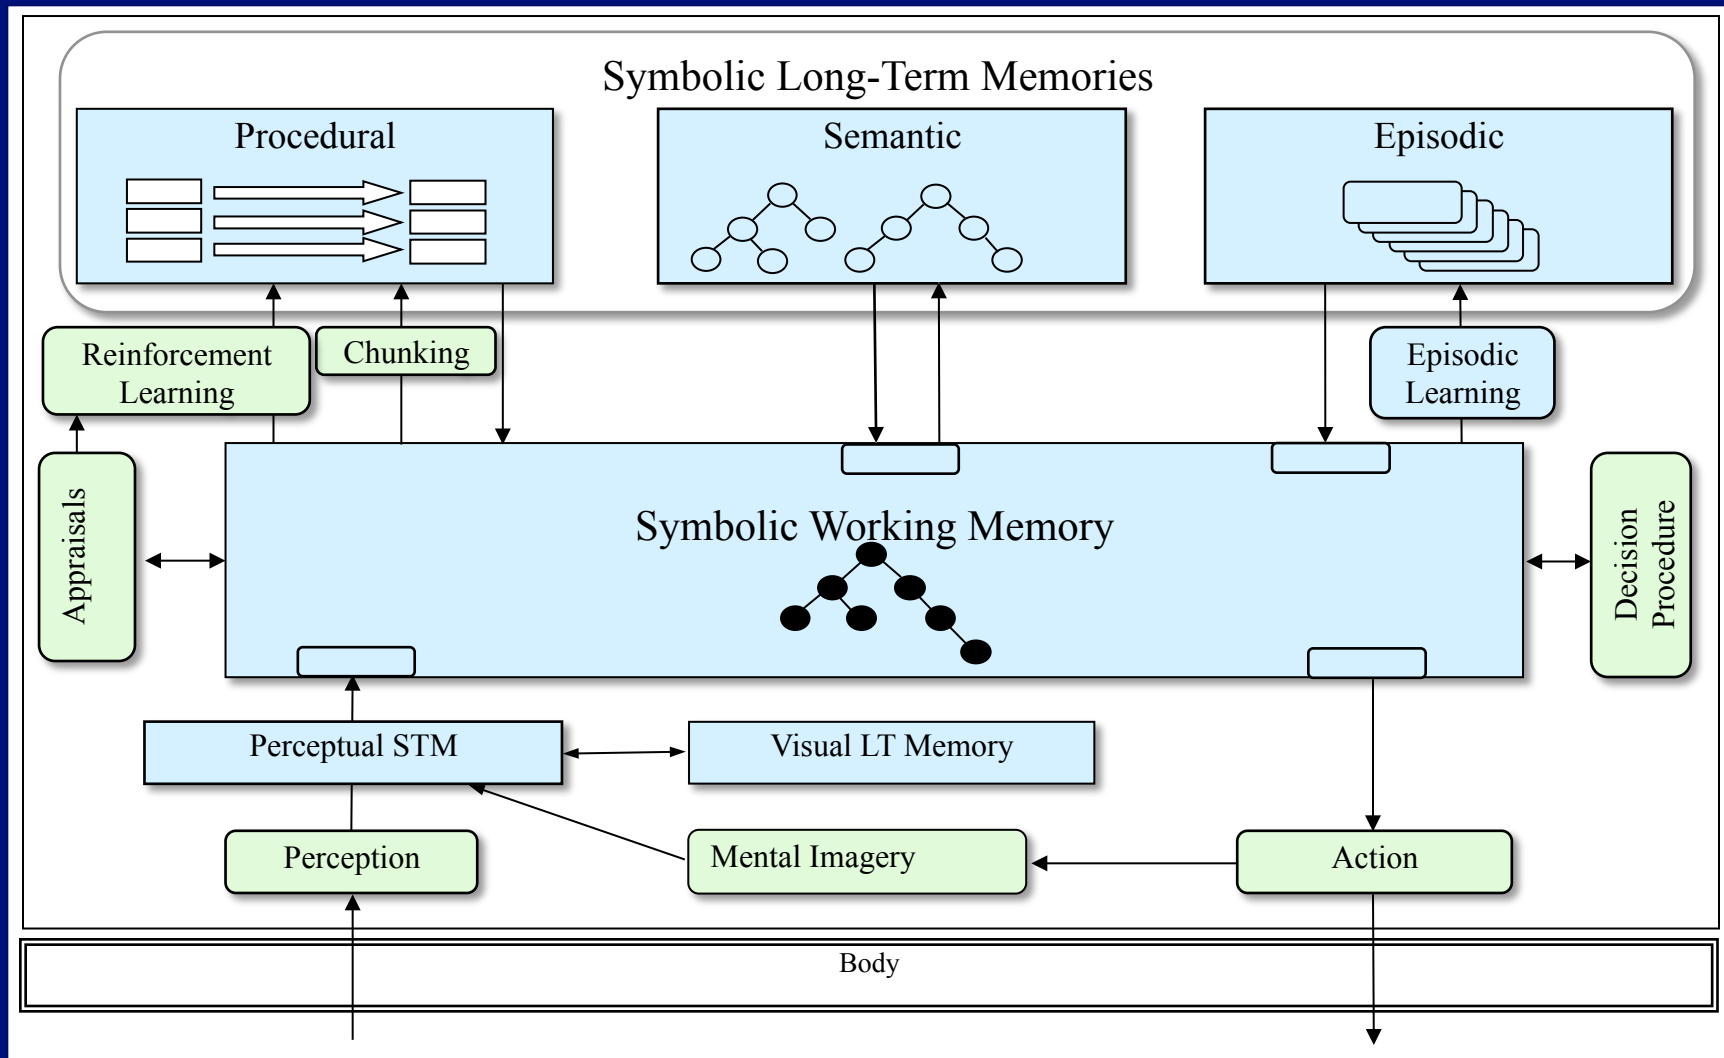 Symbolic Long-Term Memories
Procedural
Semantic
Episodic
Reinforcement
Learning
Chunking
Episodic
Learning
Appraisals
Symbolic Working Memory
Decision
Procedure
Perceptual STM
Visual LT Memory
Perception
Mental Imagery
Action
Body